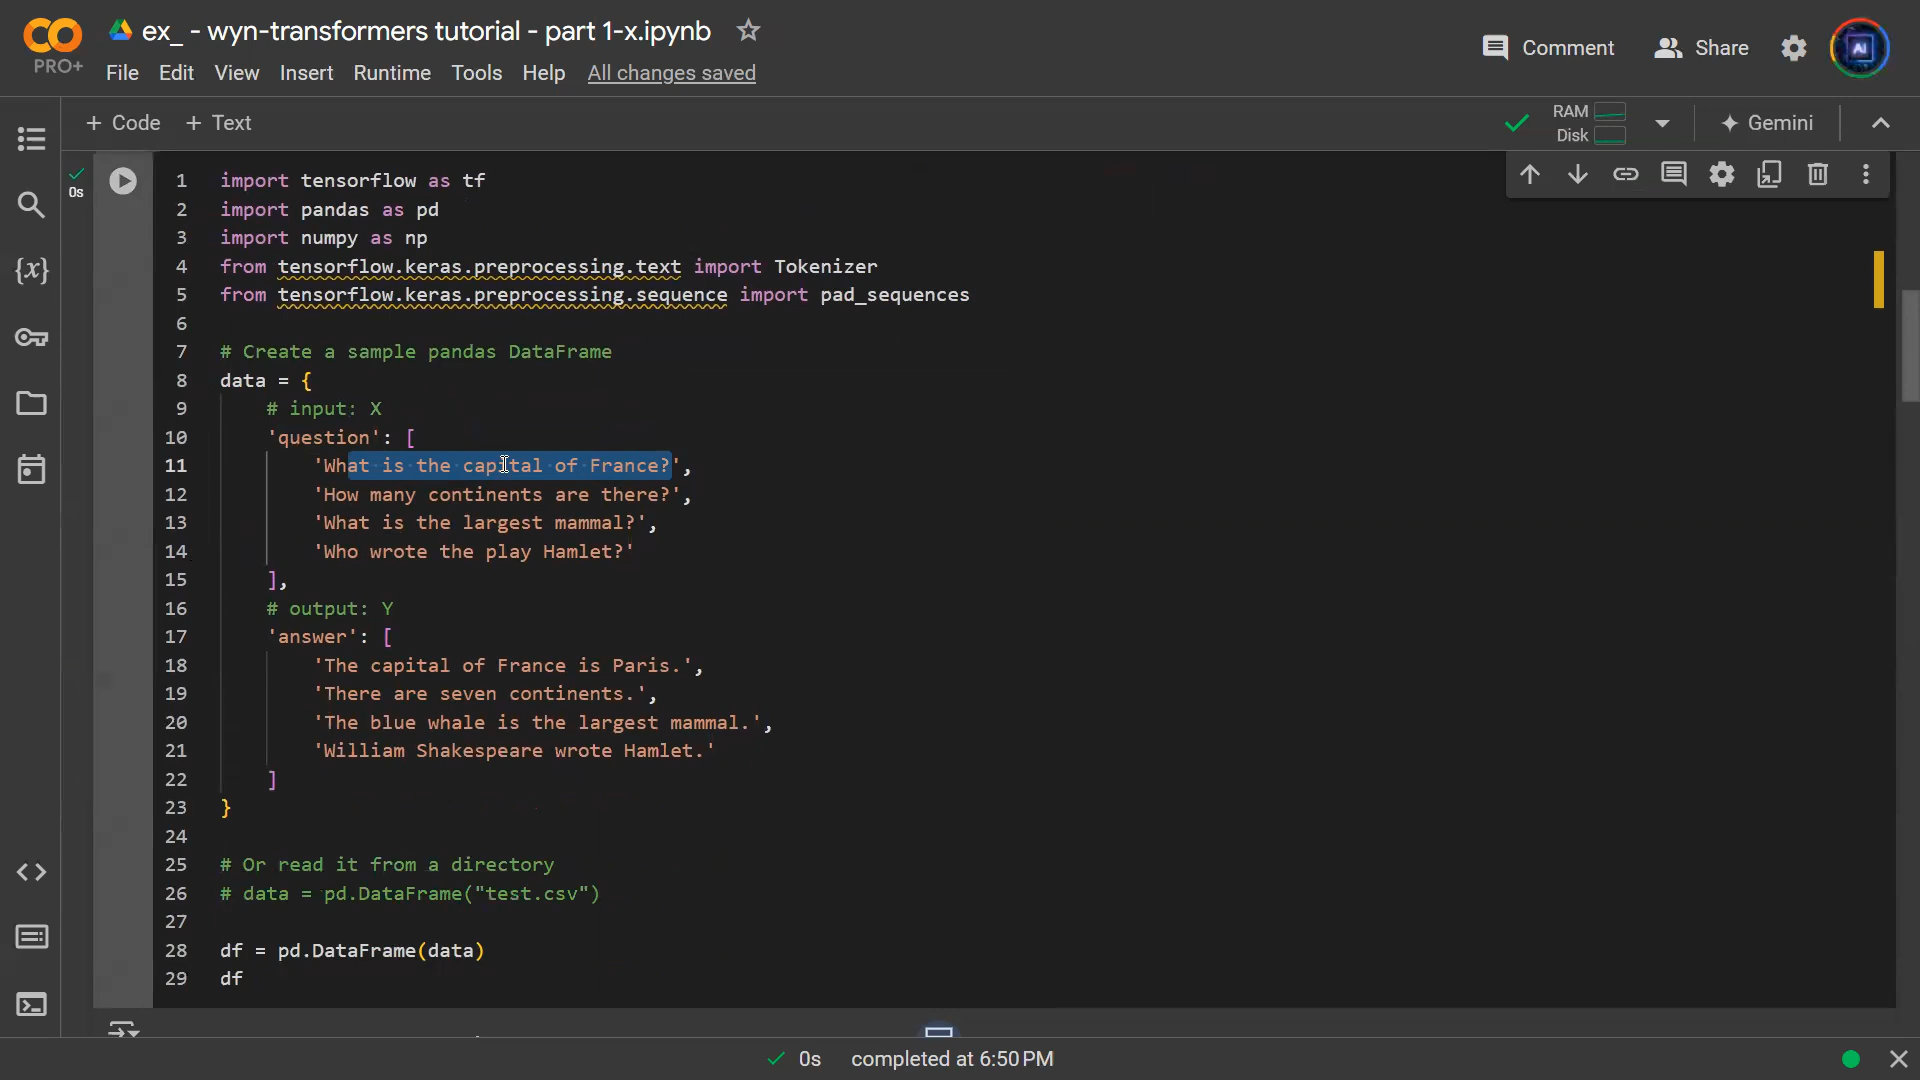 ex_ - wyn-transformers tutorial - part 1-x.ipynb
PRO+
File Edit View Insert Runtime Tools Help All changes saved
Comment Share AI
+ Code + Text
RAM
Disk
Gemini
0s
1 import tensorflow as tf
2 import pandas as pd
3 import numpy as np
4 from tensorflow.keras.preprocessing.text import Tokenizer
5 from tensorflow.keras.preprocessing.sequence import pad_sequences
6
7 # Create a sample pandas DataFrame
8 data = {
9 # input: X
10 'question': [
11 'What is the capital of France?',
12 'How many continents are there?',
13 'What is the largest mammal?',
14 'Who wrote the play Hamlet?'
15 ],
16 # output: Y
17 'answer': [
18 'The capital of France is Paris.',
19 'There are seven continents.',
20 'The blue whale is the largest mammal.',
21 'William Shakespeare wrote Hamlet.'
22 ]
23 }
24
25 # Or read it from a directory
26 # data = pd.DataFrame("test.csv")
27
28 df = pd.DataFrame(data)
29 df
0s completed at 6:50 PM